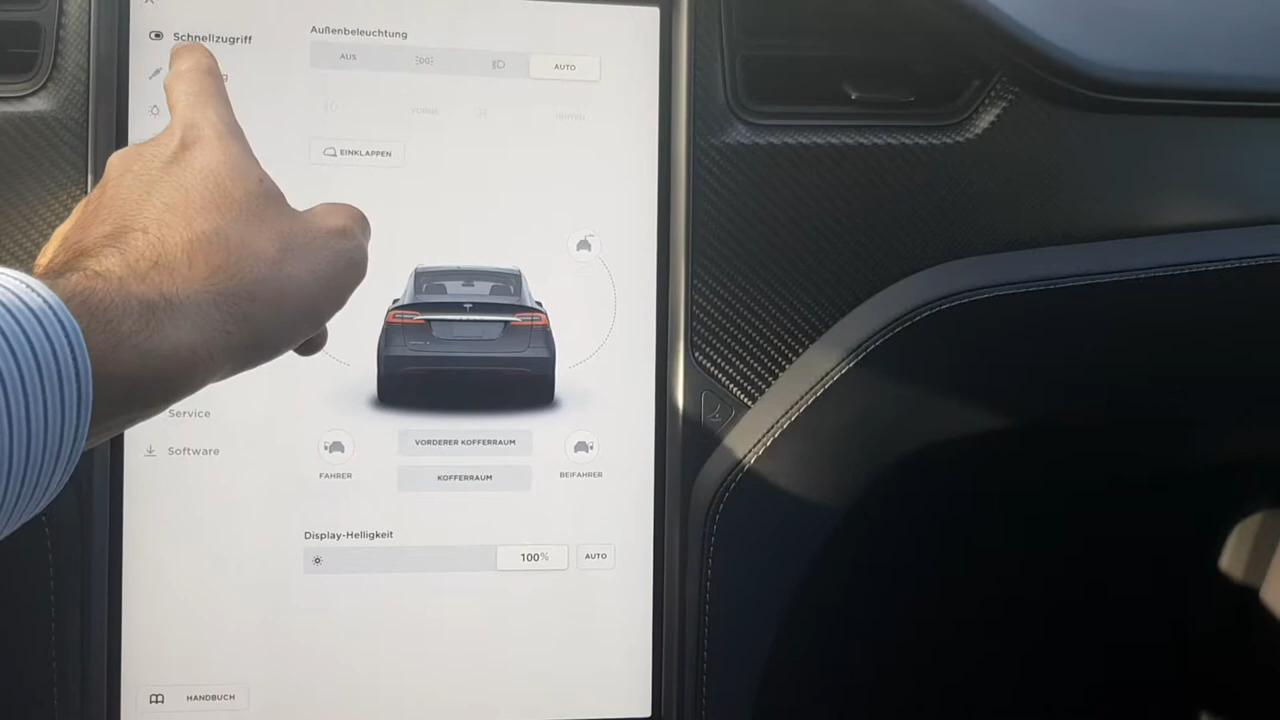 Schnellzugriff
Außenbeleuchtung
AUS
AUTO
VORNE
HINTEN
EINKLAPPEN
Service
Software
VORDERER KOFFERRAUM
KOFFERRAUM
FAHRER
BEIFAHRER
Display-Helligkeit
100%
AUTO
HANDBUCH